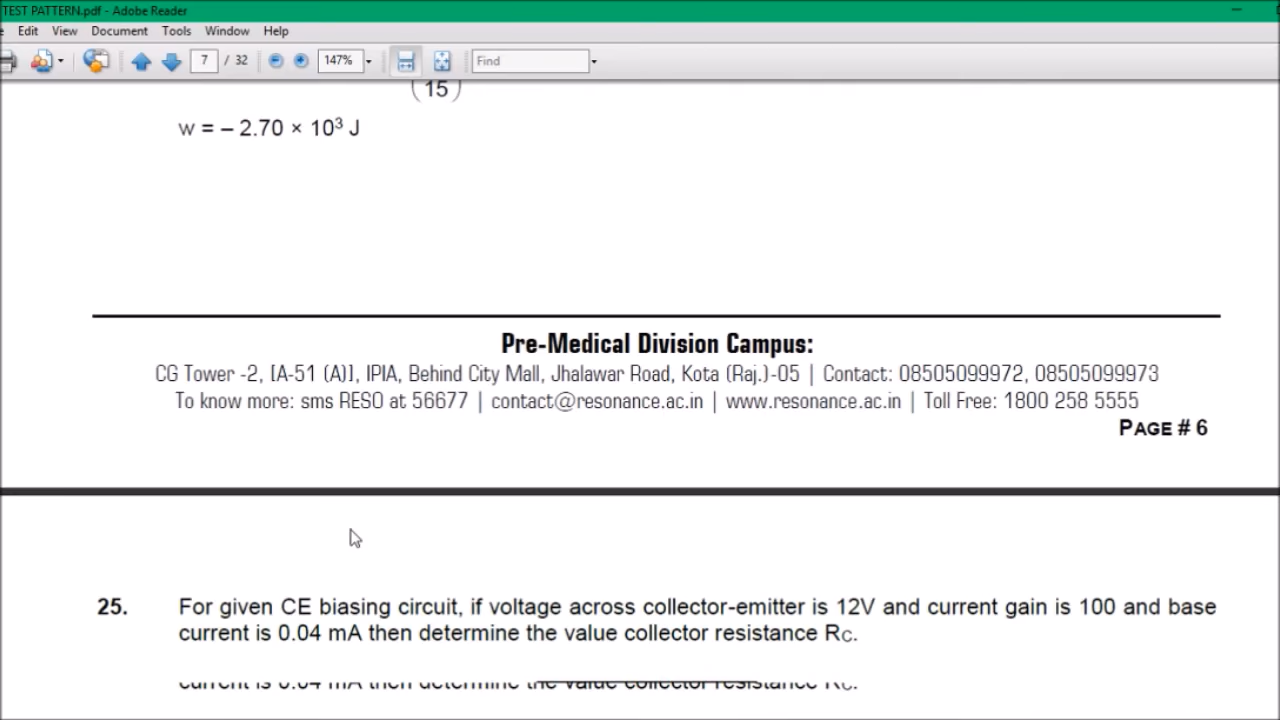 TEST PATTERN.pdf - Adobe Reader
Edit View Document Tools Window Help
7 / 32 147% Find
(15)
w = – 2.70 × 10³ J
Pre-Medical Division Campus:
CG Tower -2, [A-51 (A)], IPIA, Behind City Mall, Jhalawar Road, Kota (Raj.)-05 | Contact: 08505099972, 08505099973
To know more: sms RESO at 56677 | contact@resonance.ac.in | www.resonance.ac.in | Toll Free: 1800 258 5555
PAGE # 6
25. For given CE biasing circuit, if voltage across collector-emitter is 12V and current gain is 100 and base
current is 0.04 mA then determine the value collector resistance RC.
current is 0.04 mA then determine the value collector resistance RC.